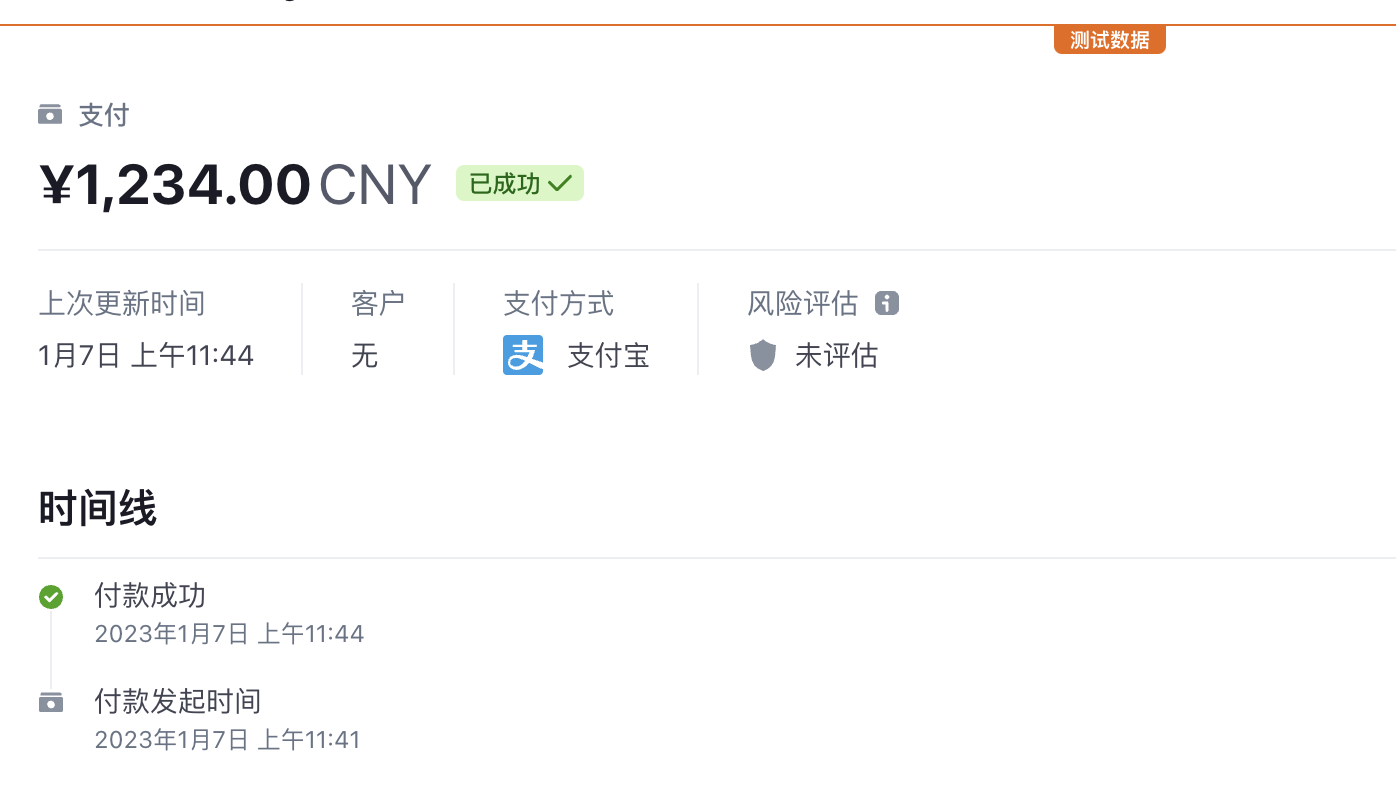 测试数据
支付
¥1,234.00 CNY 已成功
上次更新时间 客户 支付方式 风险评估
1月7日 上午11:44 无 支付宝 未评估
时间线
付款成功
2023年1月7日 上午11:44
付款发起时间
2023年1月7日 上午11:41